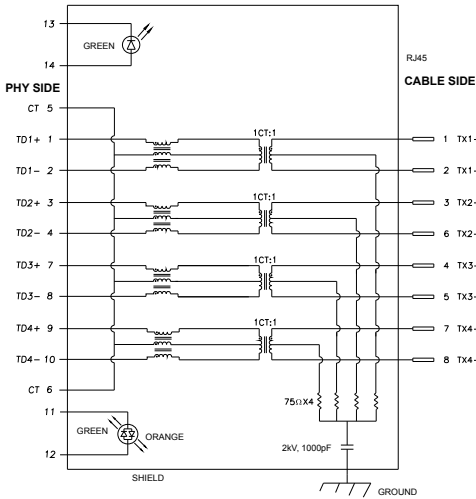 13
GREEN
14
RJ45
PHY SIDE
CABLE SIDE
CT 5
1CT:1
TD1+ 1
1 TX1-
TD1- 2
2 TX1-
1CT:1
TD2+ 3
3 TX2-
TD2- 4
6 TX2-
1CT:1
TD3+ 7
4 TX3-
TD3- 8
5 TX3-
1CT:1
TD4+ 9
7 TX4-
TD4- 10
8 TX4-
CT 6
75ΩX4
11
GREEN
ORANGE
12
2kV, 1000pF
SHIELD
GROUND